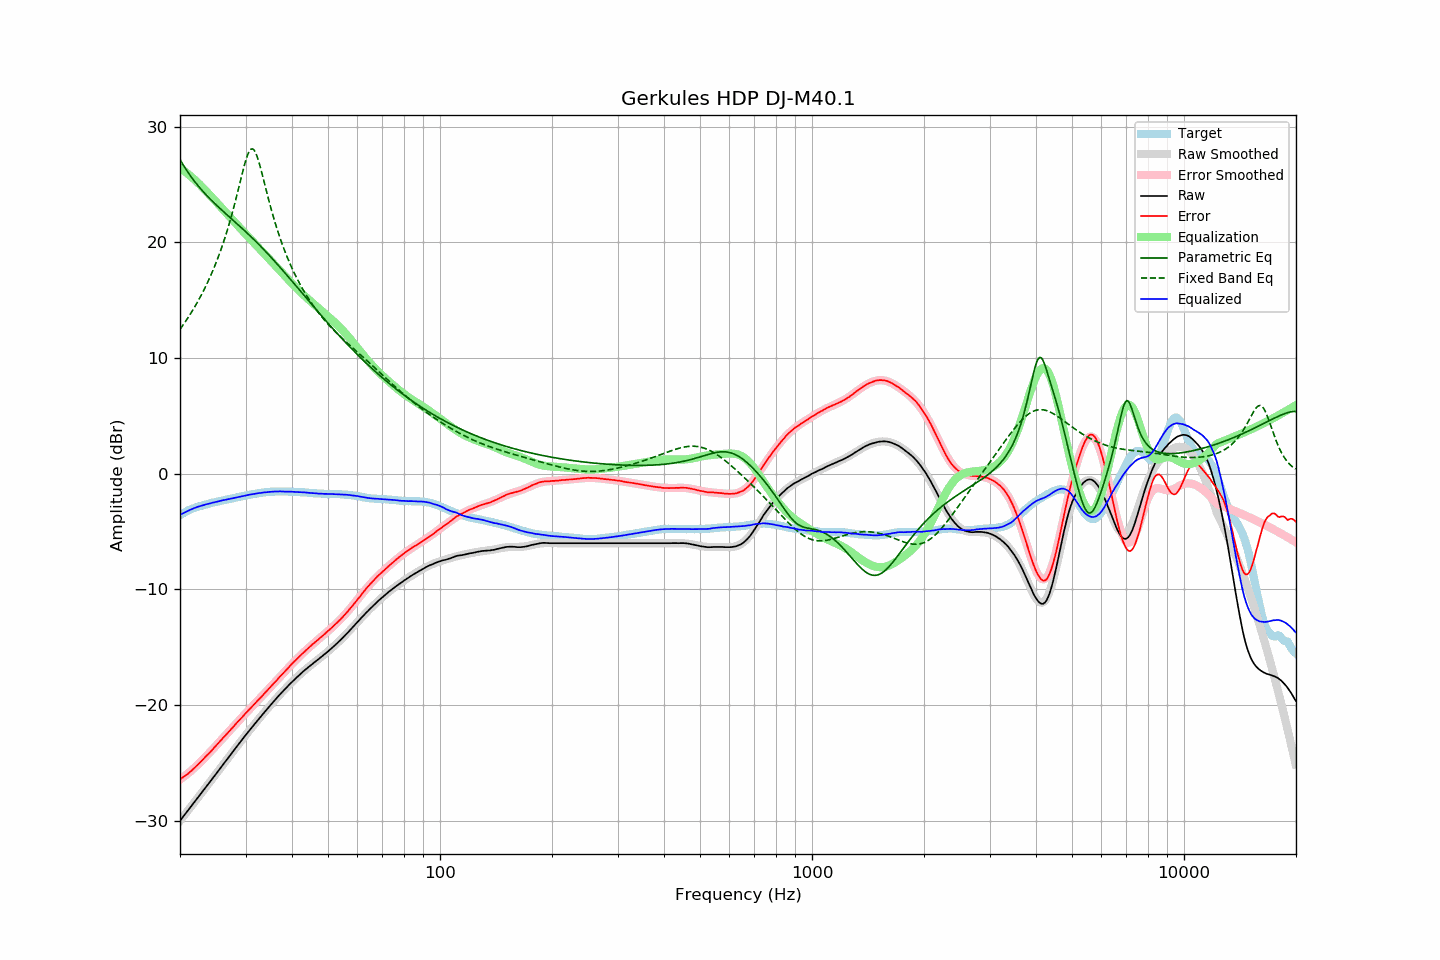 Gerkules HDP DJ-M40.1
30
20
10
0
−10
−20
−30
Amplitude (dBr)
Target
Raw Smoothed
Error Smoothed
Raw
Error
Equalization
Parametric Eq
Fixed Band Eq
Equalized
100
1000
10000
Frequency (Hz)